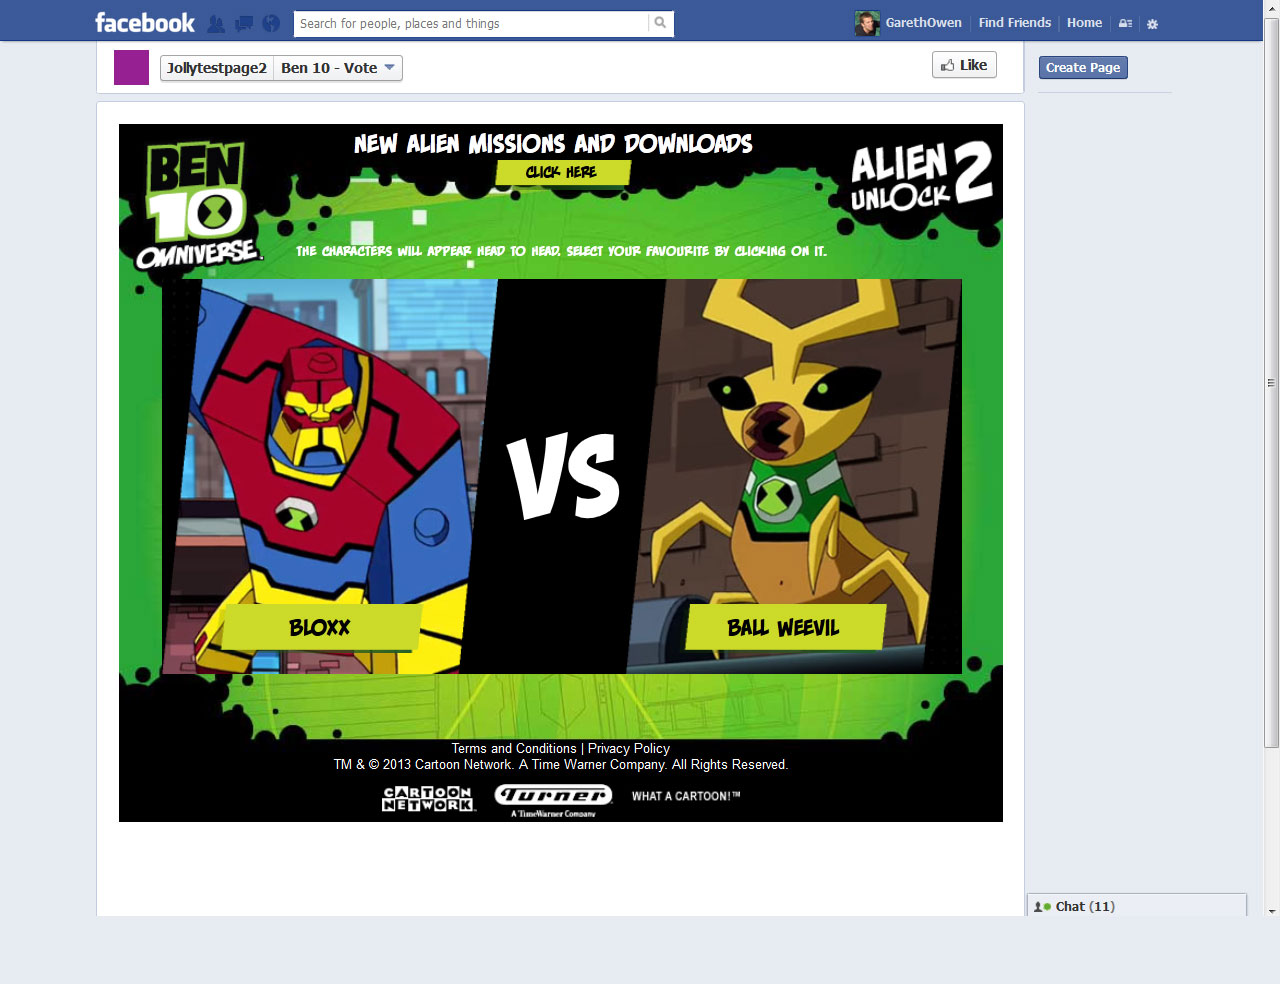 facebook
Search for people, places and things
GarethOwen
Find Friends
Home
Jollytestpage2
Ben 10 - Vote
Like
Create Page
BEN
10
OMNIVERSE
NEW ALIEN MISSIONS AND DOWNLOADS
CLICK HERE
ALIEN
UNLOCK 2
THE CHARACTERS WILL APPEAR HEAD TO HEAD. SELECT YOUR FAVOURITE BY CLICKING ON IT.
VS
BLOXX
BALL WEEVIL
Terms and Conditions | Privacy Policy
TM & © 2013 Cartoon Network. A Time Warner Company. All Rights Reserved.
CARTOON
NETWORK
Turner
A TimeWarner Company
WHAT A CARTOON!™
Chat (11)